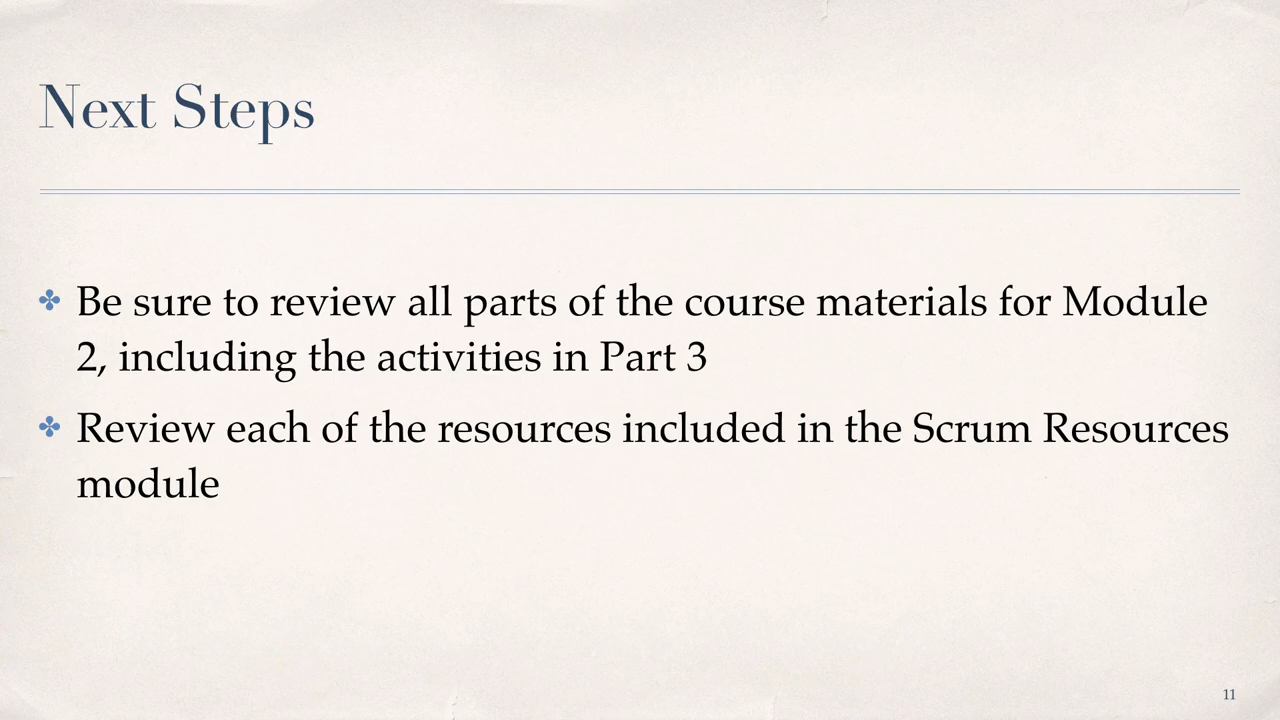 Next Steps
Be sure to review all parts of the course materials for Module
2, including the activities in Part 3
Review each of the resources included in the Scrum Resources
module
11